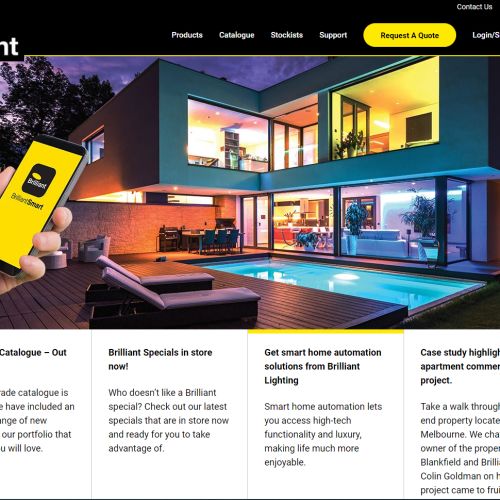 Contact Us
nt
Products Catalogue Stockists Support Request A Quote Login/S
Brilliant
BrilliantSmart
Catalogue – Out
rade catalogue is
e have included an
ange of new
our portfolio that
u will love.
Brilliant Specials in store
now!
Who doesn't like a Brilliant
special? Check out our latest
specials that are in store now
and ready for you to take
advantage of.
Get smart home automation
solutions from Brilliant
Lighting
Smart home automation lets
you access high-tech
functionality and luxury,
making life much more
enjoyable.
Case study highligh
apartment commer
project.
Take a walk through
end property locate
Melbourne. We cha
owner of the proper
Blankfield and Brilli
Colin Goldman on h
project came to frui